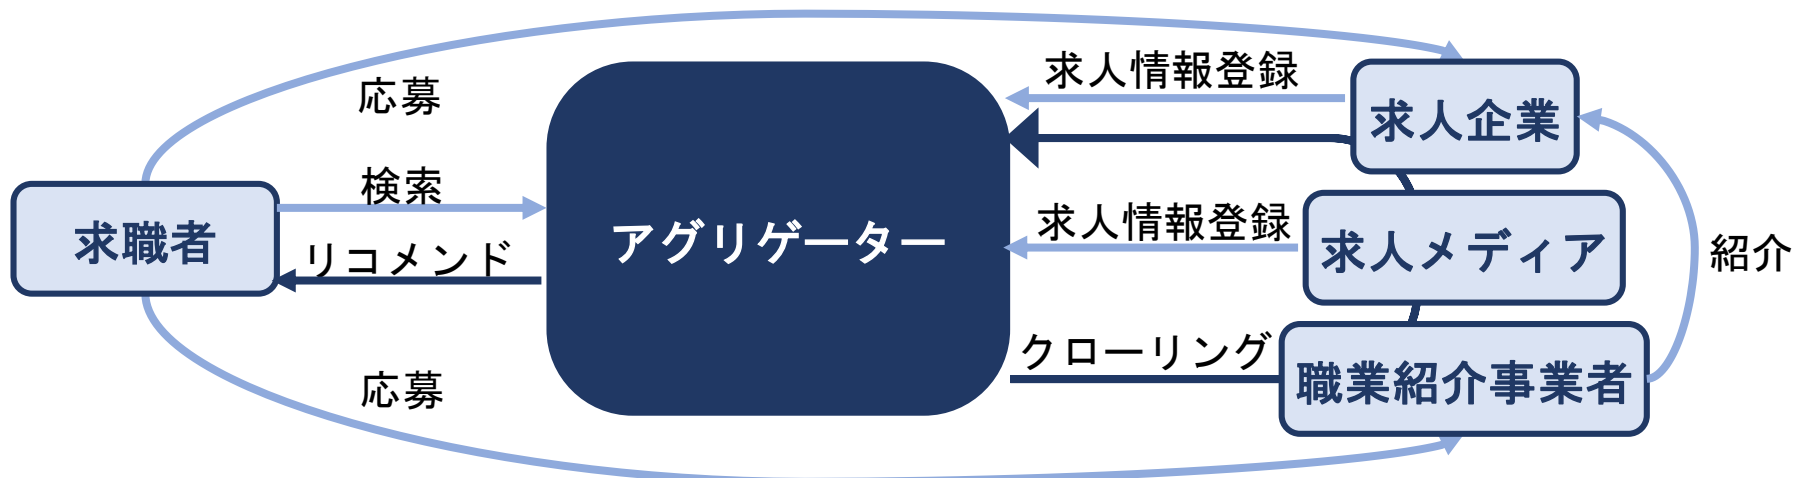 応募
求人情報登録
求人企業
検索
求職者
リコメンド
アグリゲーター
求人情報登録
求人メディア
紹介
クローリング
職業紹介事業者
応募